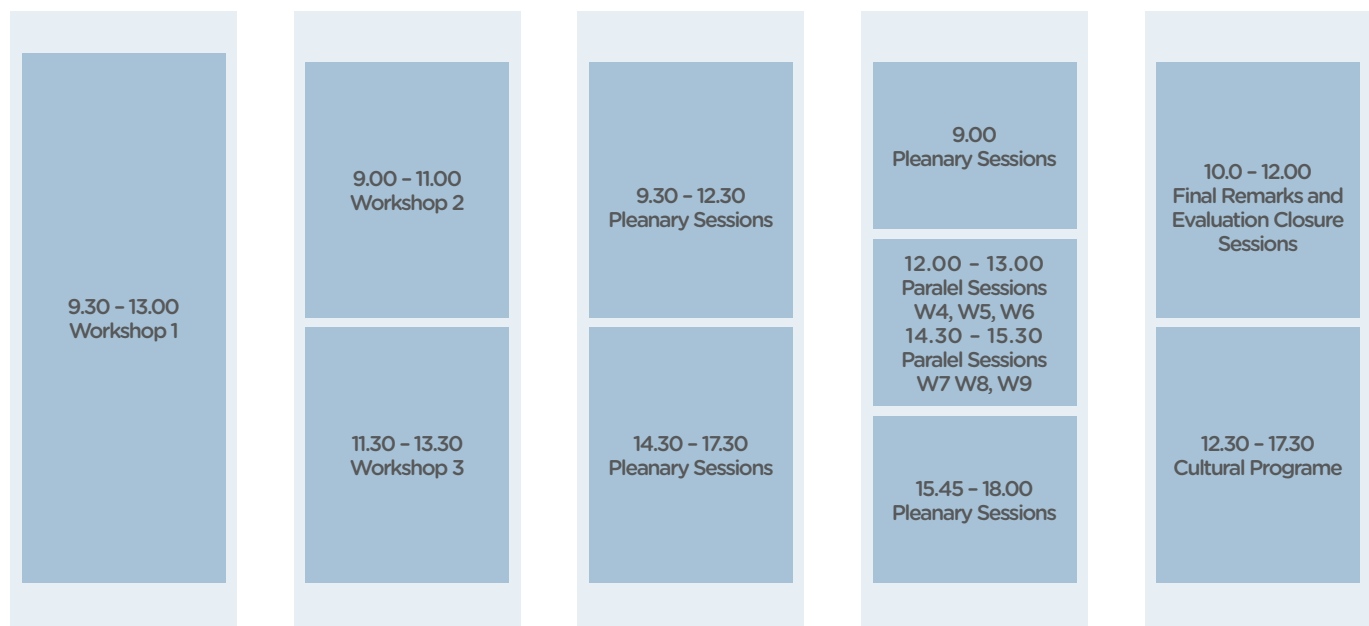 9.30 – 13.00
Workshop 1
9.00 – 11.00
Workshop 2
11.30 – 13.30
Workshop 3
9.30 – 12.30
Pleanary Sessions
14.30 – 17.30
Pleanary Sessions
9.00
Pleanary Sessions
12.00 – 13.00
Paralel Sessions
W4, W5, W6
14.30 – 15.30
Paralel Sessions
W7 W8, W9
15.45 – 18.00
Pleanary Sessions
10.0 – 12.00
Final Remarks and
Evaluation Closure
Sessions
12.30 – 17.30
Cultural Programe